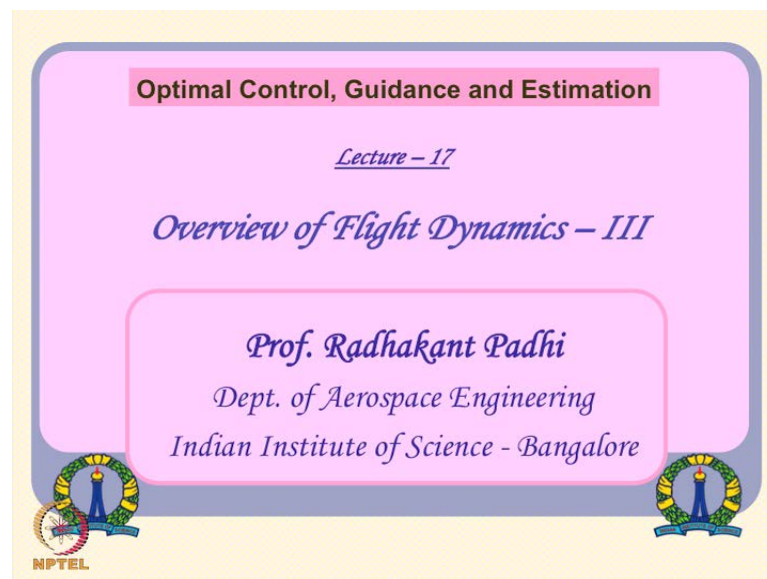 Optimal Control, Guidance and Estimation
Lecture – 17
Overview of Flight Dynamics – III
Prof. Radhakant Padhi
Dept. of Aerospace Engineering
Indian Institute of Science - Bangalore
NPTEL